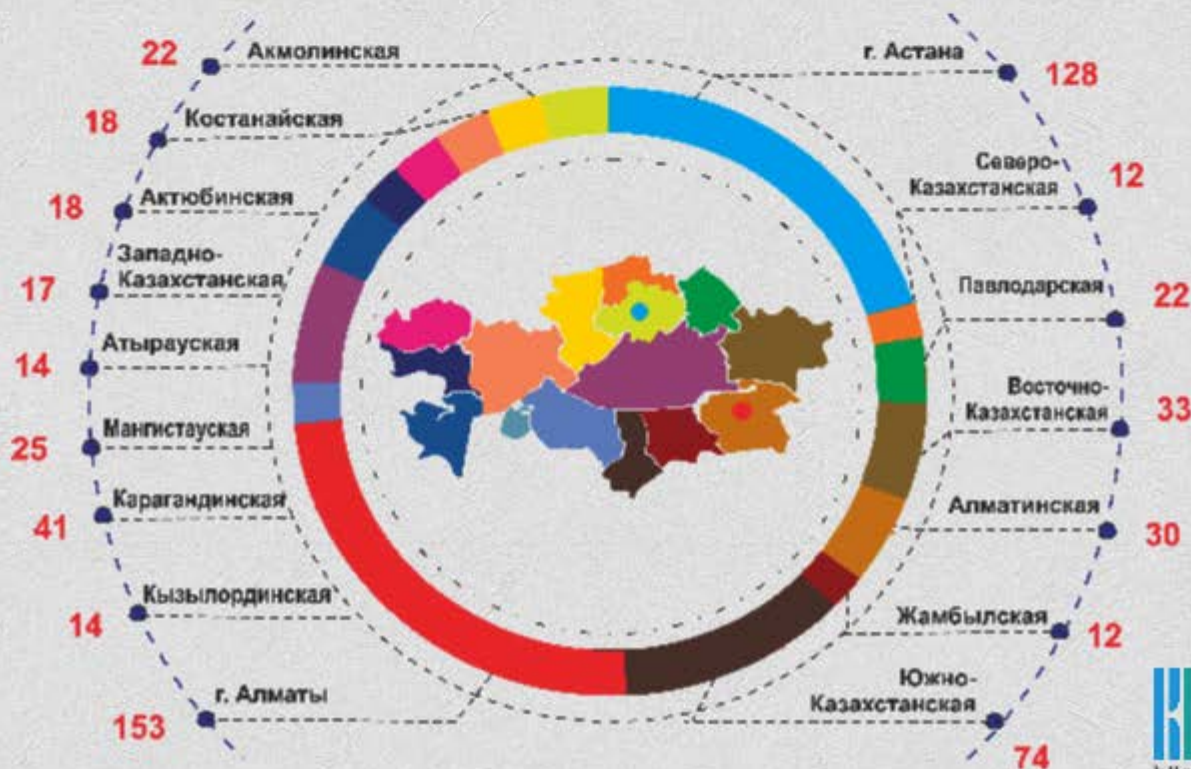 22
Акмолинская
18
Костанайская
18
Актюбинская
17
Западно-
Казахстанская
14
Атырауская
25
Мангистауская
41
Карагандинская
14
Кызылординская
153
г. Алматы
г. Астана
128
Северо-
Казахстанская
12
Павлодарская
22
Восточно-
Казахстанская
33
Алматинская
30
Жамбылская
12
Южно-
Казахстанская
74